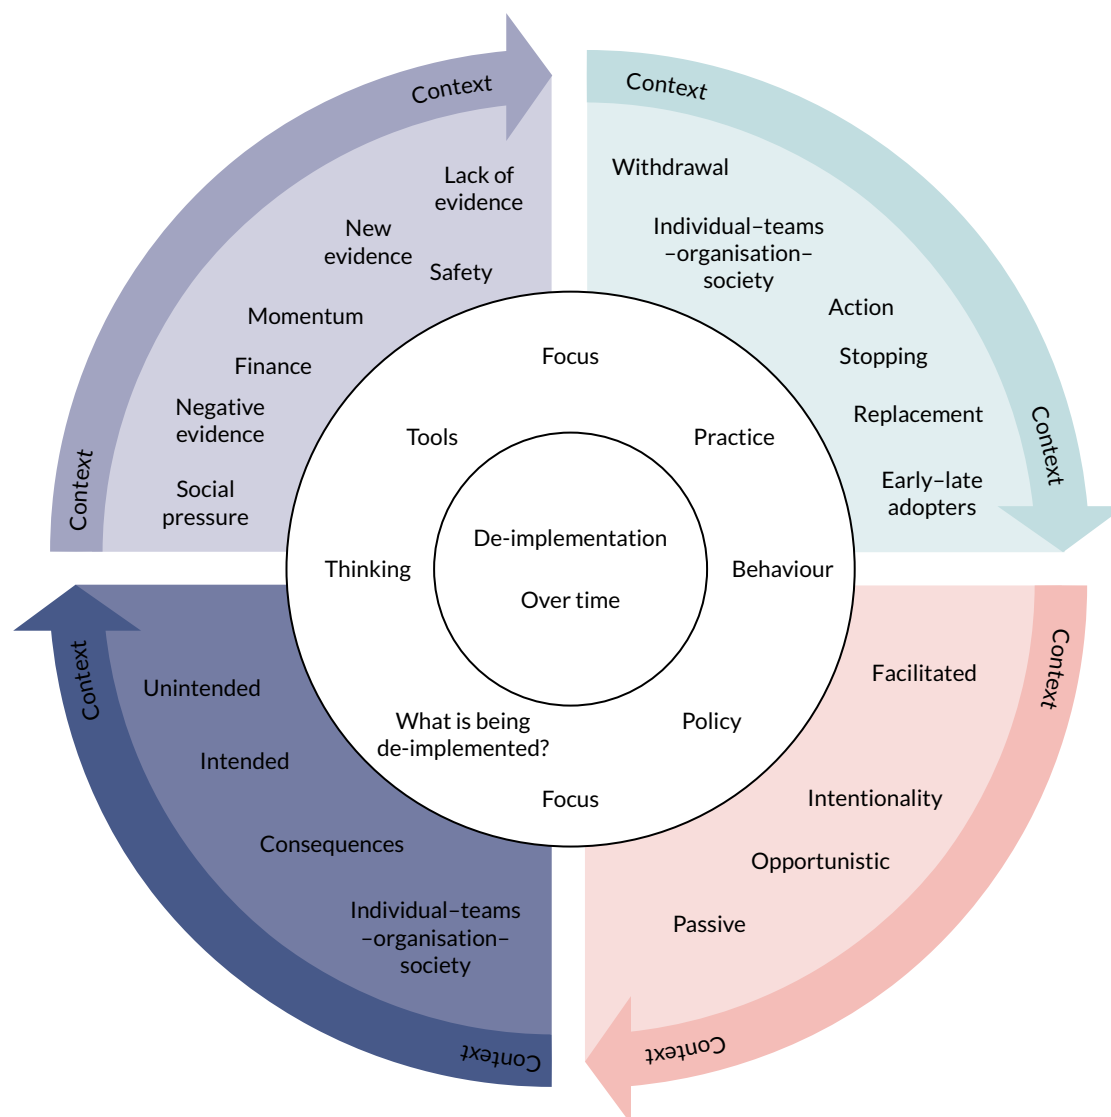 Context
Lack of
evidence
New
evidence
Safety
Momentum
Finance
Negative
evidence
Social
pressure
Context
Context
Withdrawal
Individual–teams
–organisation–
society
Action
Stopping
Replacement
Early–late
adopters
Context
Focus
Tools
Practice
Thinking
Behaviour
What is being
de-implemented?
Policy
Focus
De-implementation
Over time
Context
Facilitated
Intentionality
Opportunistic
Passive
Context
Context
Unintended
Intended
Consequences
Individual–teams
–organisation–
society
Context